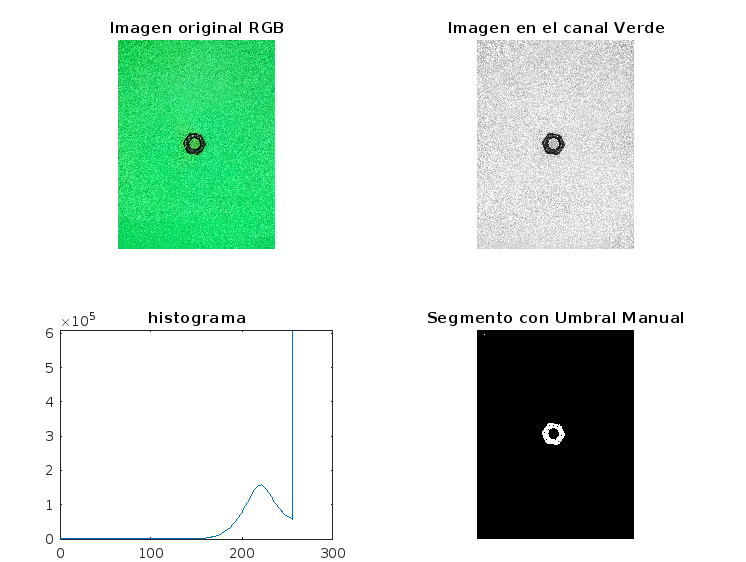 Imagen original RGB
Imagen en el canal Verde
histograma
×10^5
6
5
4
3
2
1
0
0 100 200 300
Segmento con Umbral Manual